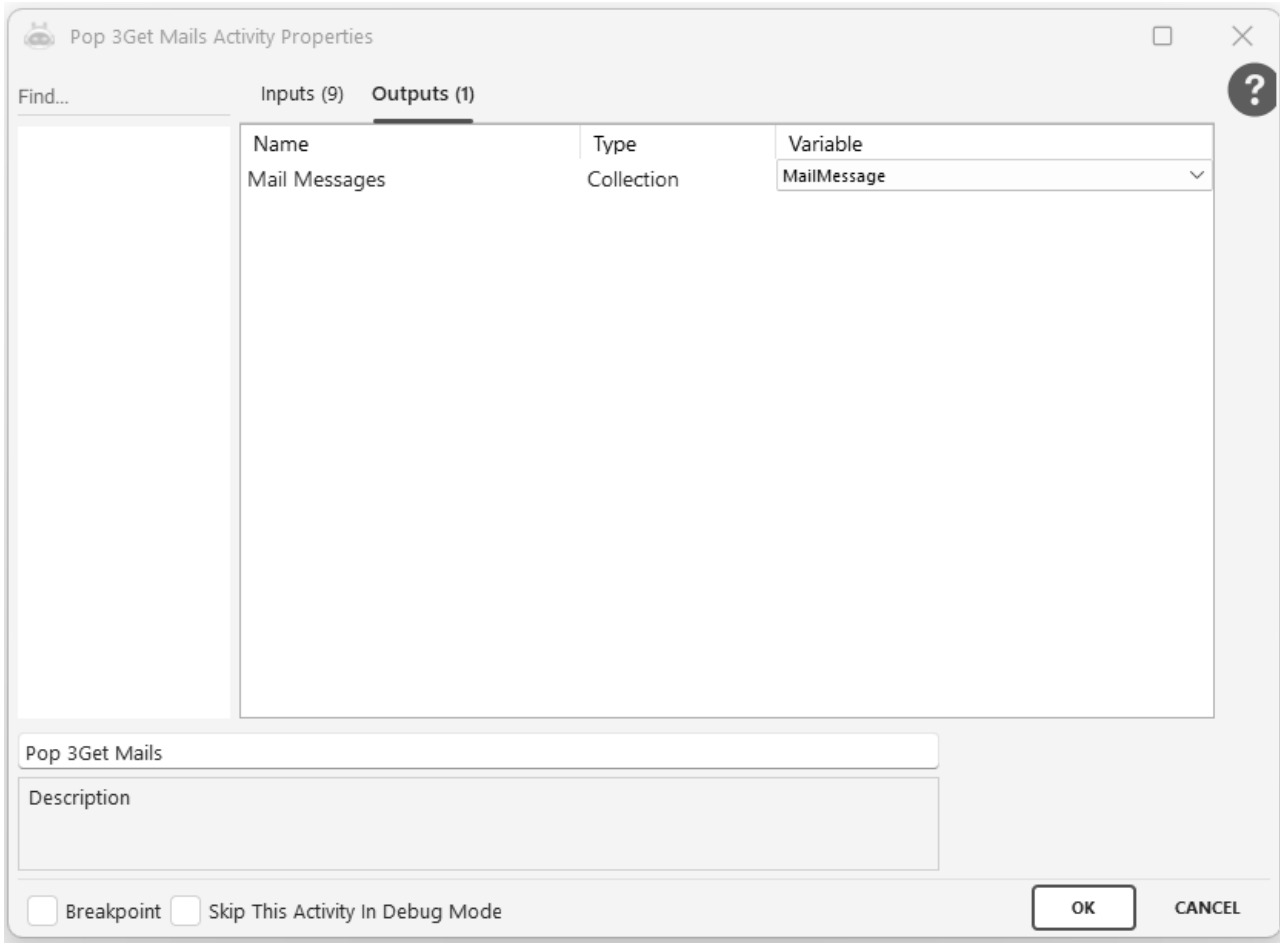 Pop 3Get Mails Activity Properties
Find...
Inputs (9) Outputs (1)
?
Name Type Variable
Mail Messages Collection MailMessage
Pop 3Get Mails
Description
Breakpoint Skip This Activity In Debug Mode OK CANCEL